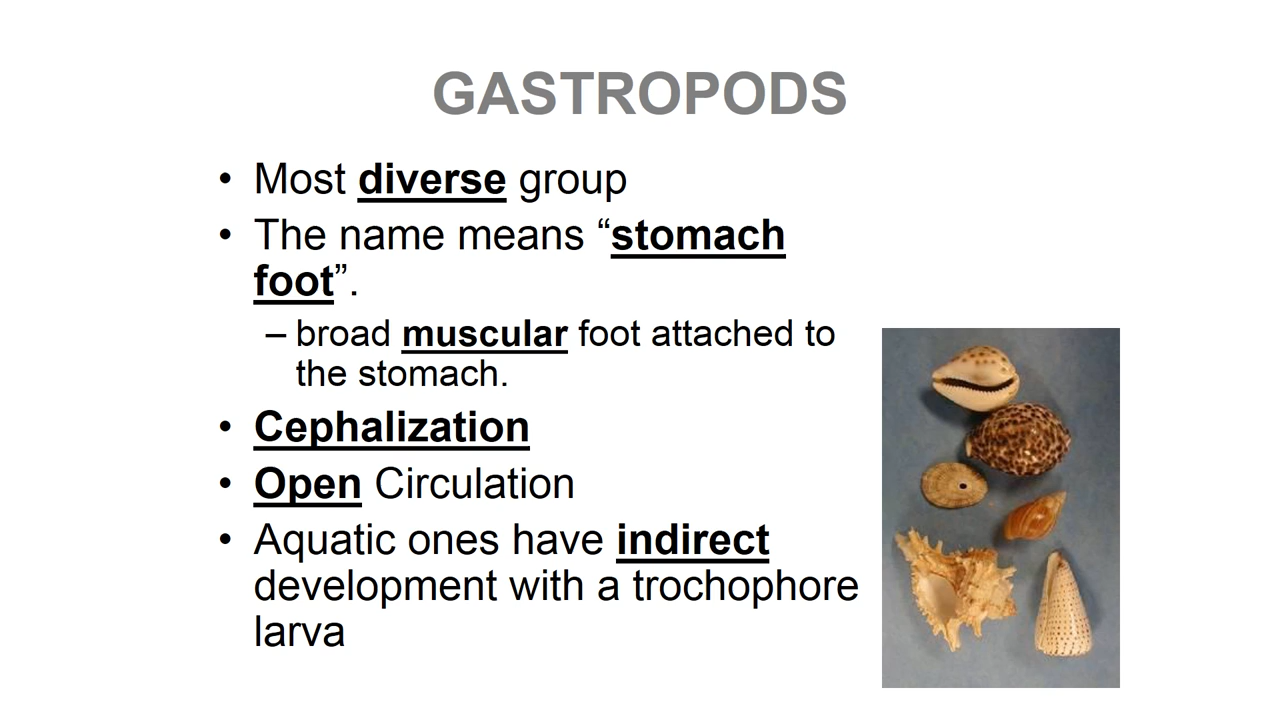 GASTROPODS
• Most diverse group
• The name means “stomach
foot”.
– broad muscular foot attached to
the stomach.
• Cephalization
• Open Circulation
• Aquatic ones have indirect
development with a trochophore
larva